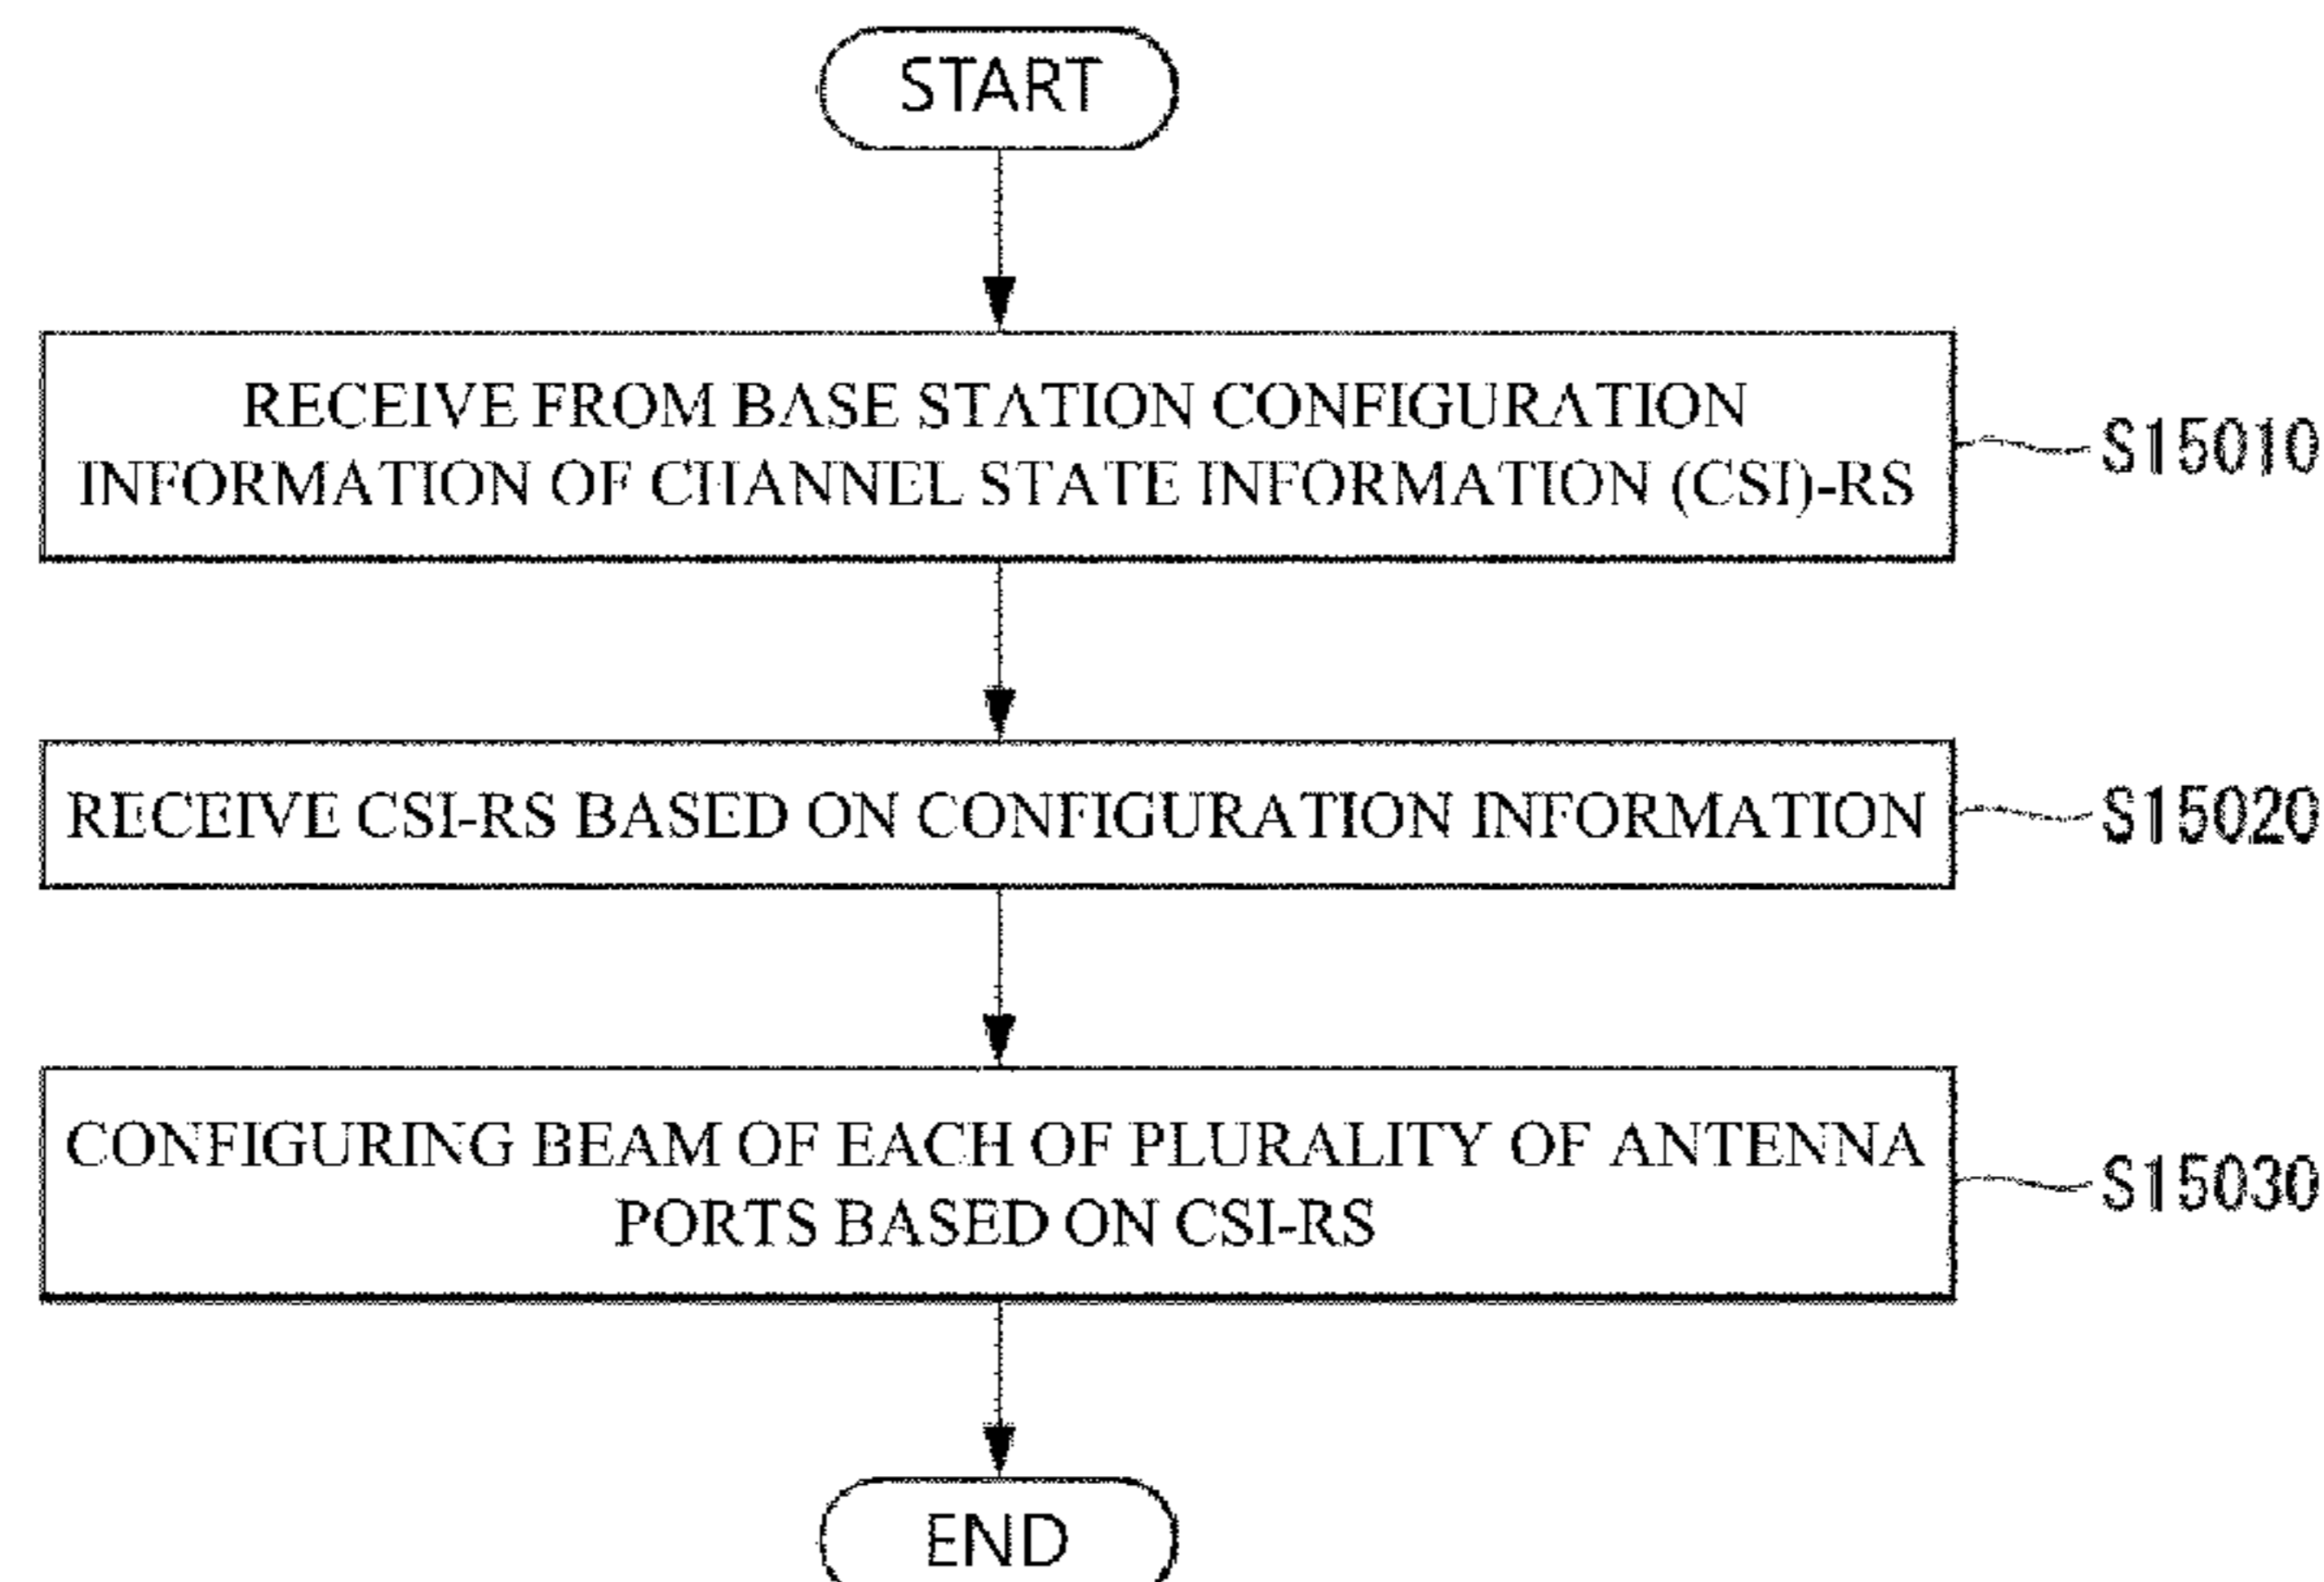 START
RECEIVE FROM BASE STATION CONFIGURATION
INFORMATION OF CHANNEL STATE INFORMATION (CSI)-RS
S15010
RECEIVE CSI-RS BASED ON CONFIGURATION INFORMATION
S15020
CONFIGURING BEAM OF EACH OF PLURALITY OF ANTENNA
PORTS BASED ON CSI-RS
S15030
END